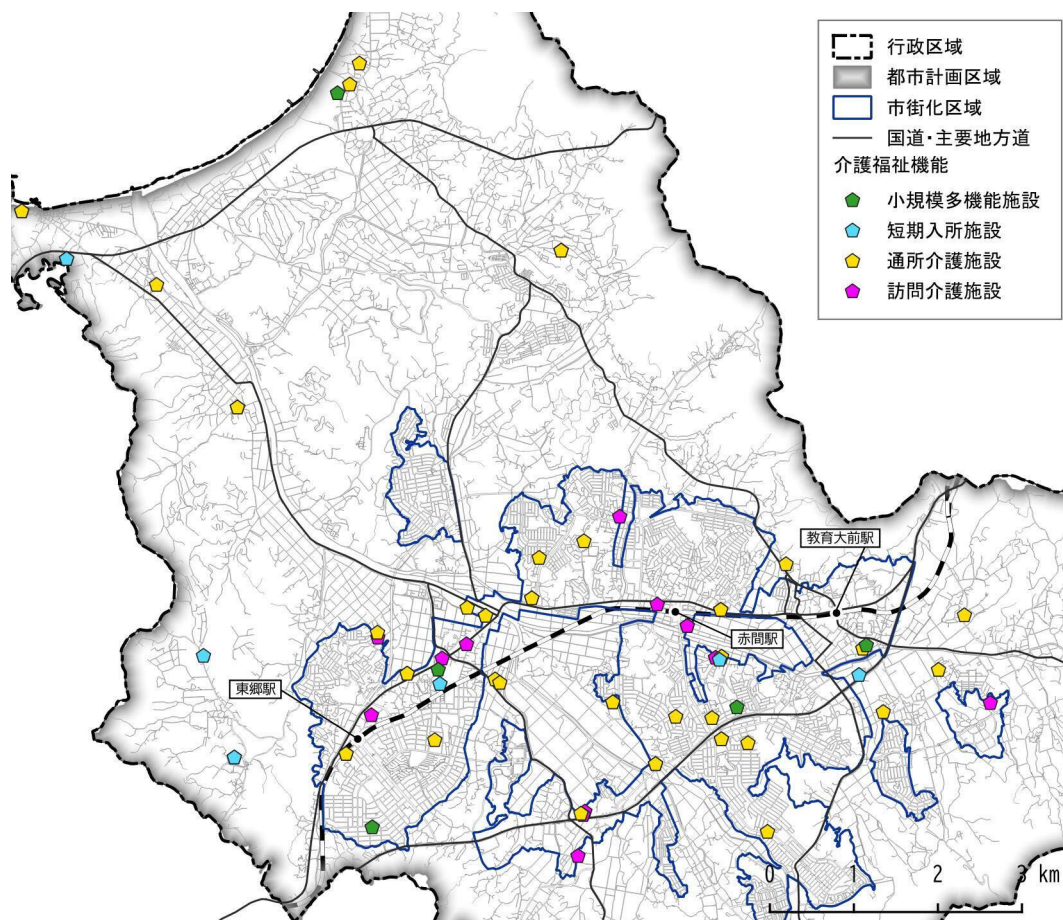 行政区域
都市計画区域
市街化区域
国道・主要地方道
介護福祉機能
小規模多機能施設
短期入所施設
通所介護施設
訪問介護施設
教育大前駅
赤間駅
東郷駅
0 1 2 3 km